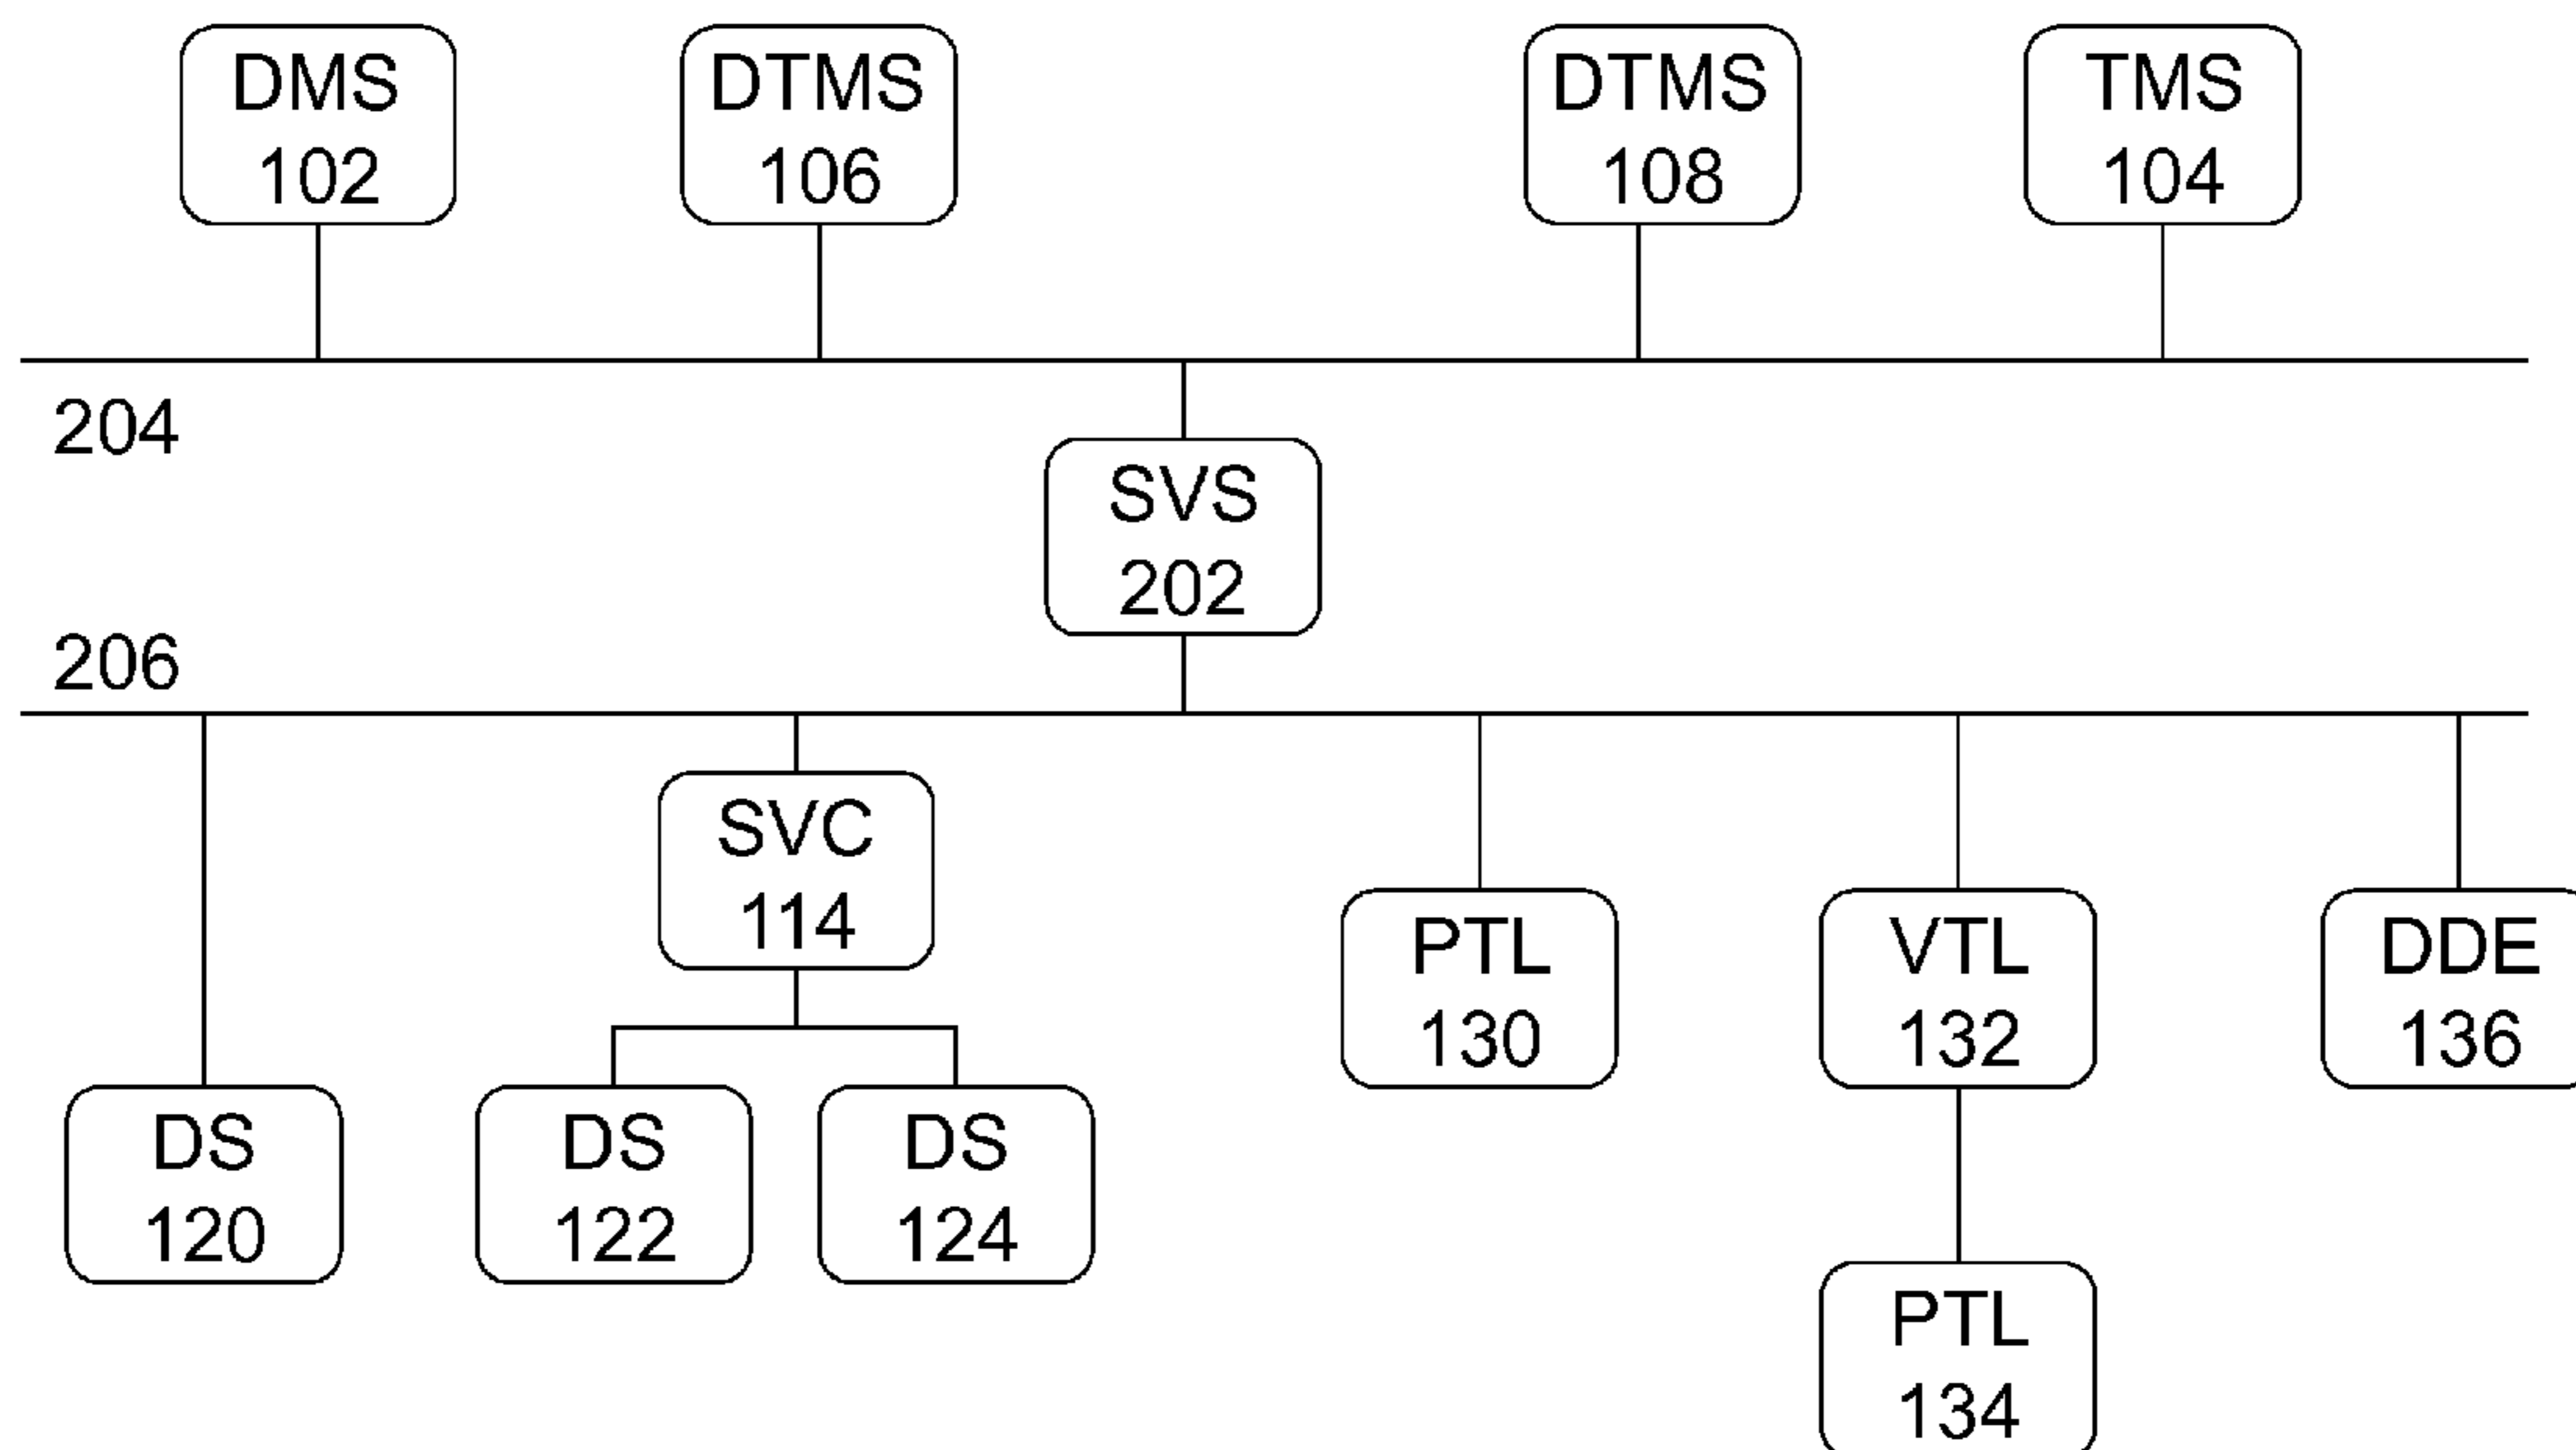 DMS
102
DTMS
106
DTMS
108
TMS
104
204
SVS
202
206
SVC
114
PTL
130
VTL
132
DDE
136
DS
120
DS
122
DS
124
PTL
134